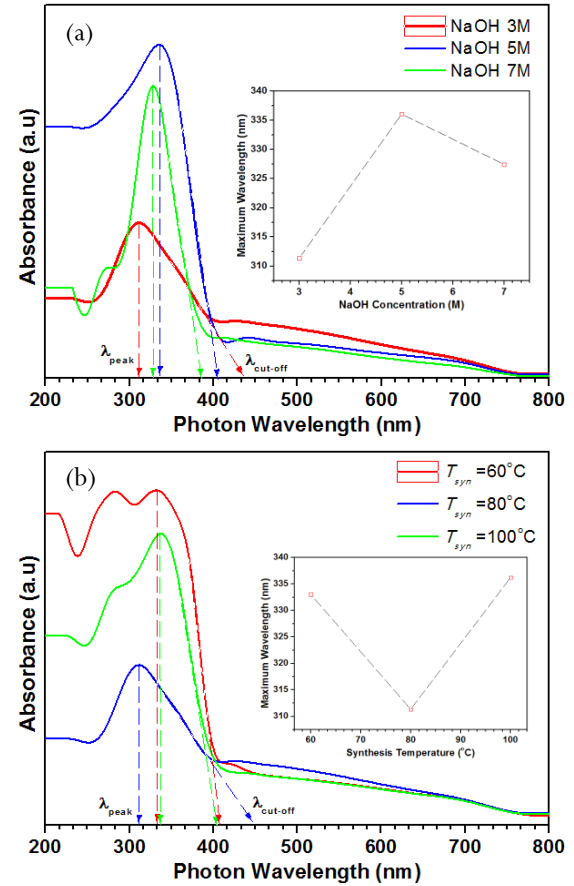 (a)
NaOH 3M
NaOH 5M
NaOH 7M
Absorbance (a.u)
Maximum Wavelength (nm)
340
335
330
325
320
315
310
3 4 5 6 7
NaOH Concentration (M)
λpeak
λcut-off
200 300 400 500 600 700 800
Photon Wavelength (nm)
(b)
Tsyn =60°C
Tsyn =80°C
Tsyn =100°C
Absorbance (a.u)
Maximum Wavelength (nm)
340
335
330
325
320
315
310
60 70 80 90 100
Synthesis Temperature (°C)
λpeak
λcut-off
200 300 400 500 600 700 800
Photon Wavelength (nm)